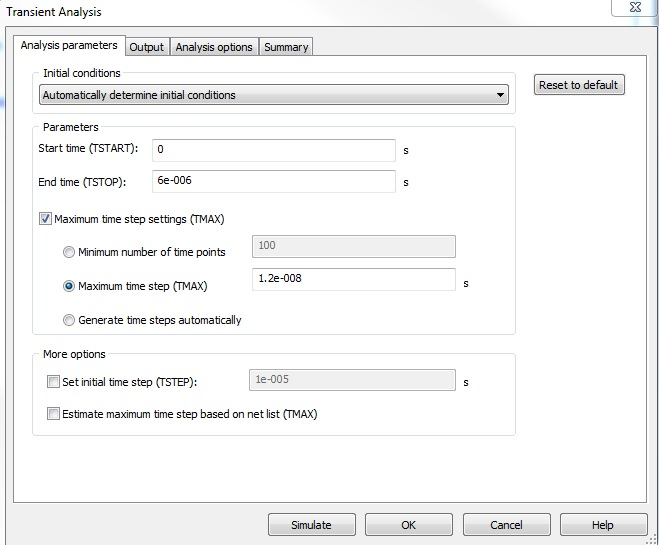 Transient Analysis
Analysis parameters Output Analysis options Summary
Initial conditions
Automatically determine initial conditions
Reset to default
Parameters
Start time (TSTART): 0 s
End time (TSTOP): 6e-006 s
Maximum time step settings (TMAX)
Minimum number of time points 100
Maximum time step (TMAX) 1.2e-008 s
Generate time steps automatically
More options
Set initial time step (TSTEP): 1e-005 s
Estimate maximum time step based on net list (TMAX)
Simulate OK Cancel Help